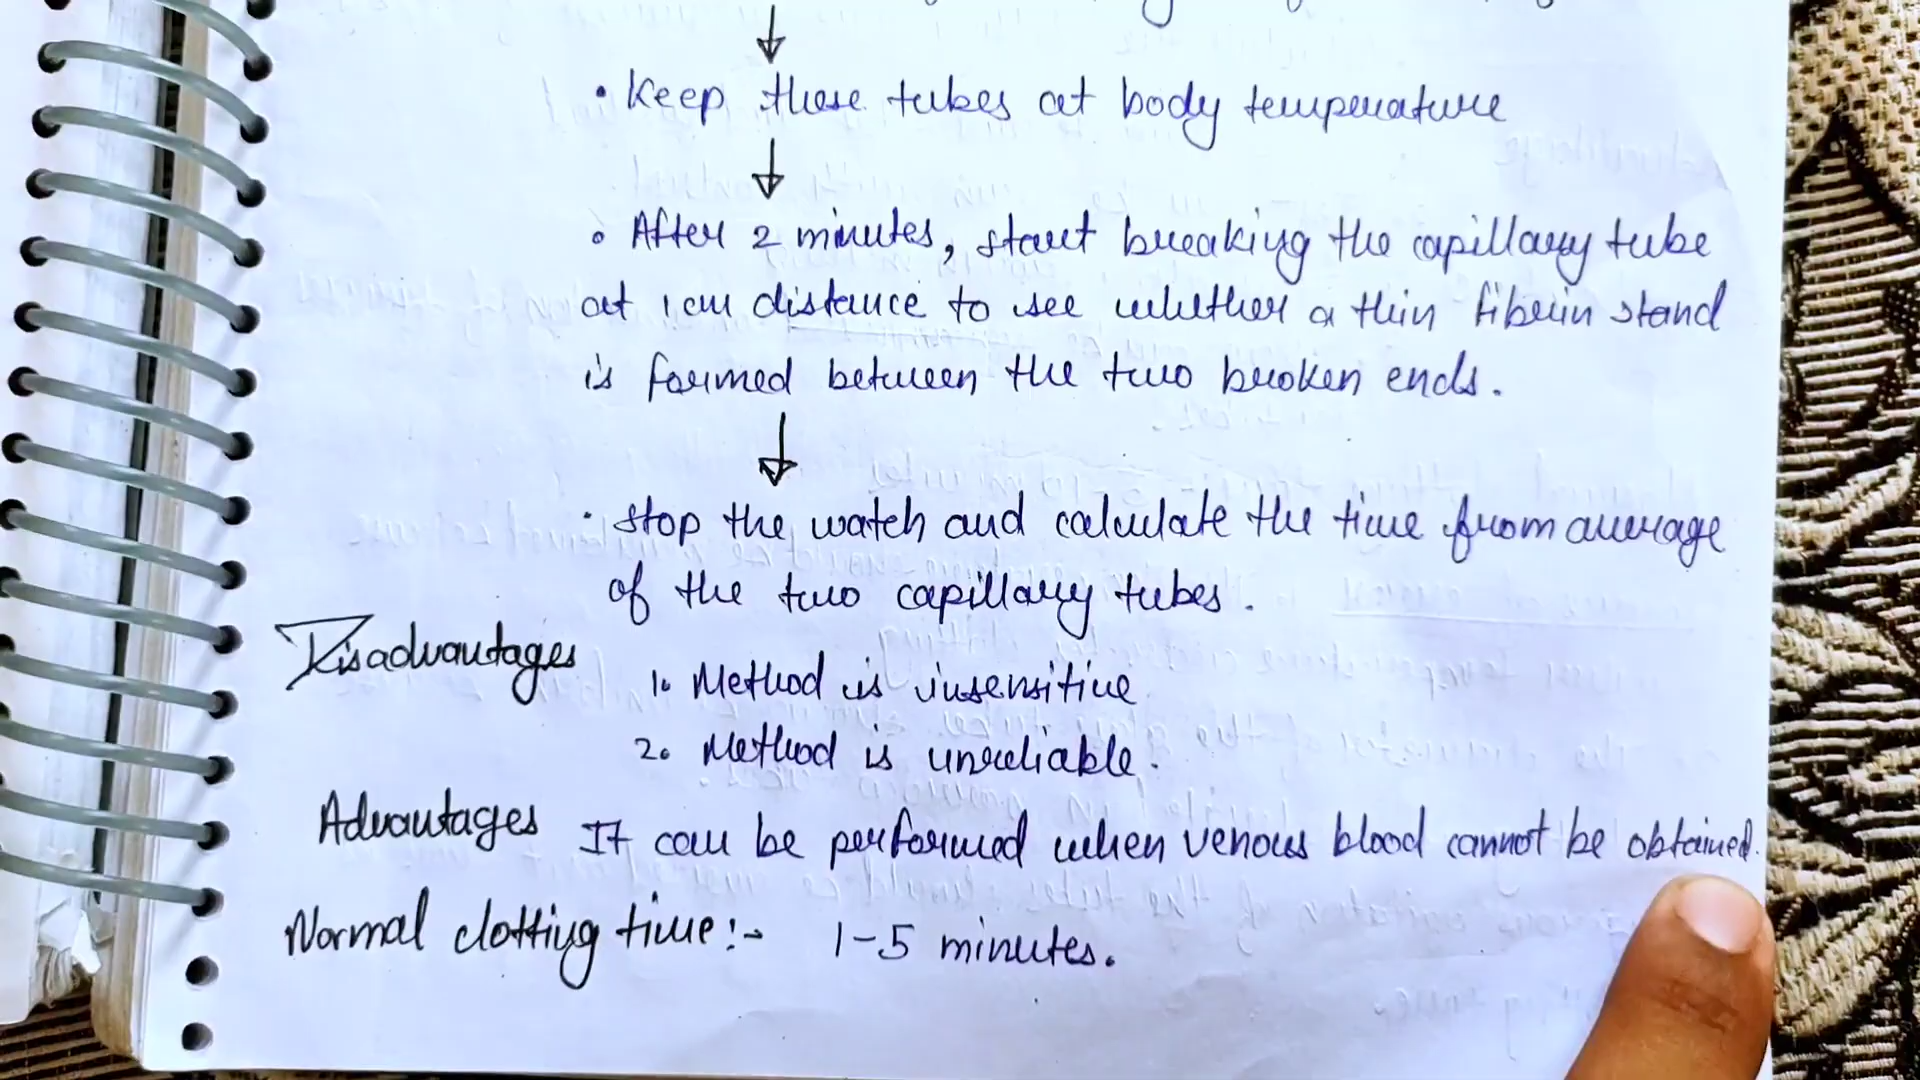 • Keep these tubes at body temperature
• After 2 minutes, start breaking the capillary tube
at 1 cm distance to see whether a thin fibrin stand
is formed between the two broken ends.
• Stop the watch and calculate the time from average
of the two capillary tubes.
Disadvantages
1. Method is insensitive
2. Method is unreliable.
Advantages It can be performed when venous blood cannot be obtained.
Normal clotting time:- 1-5 minutes.